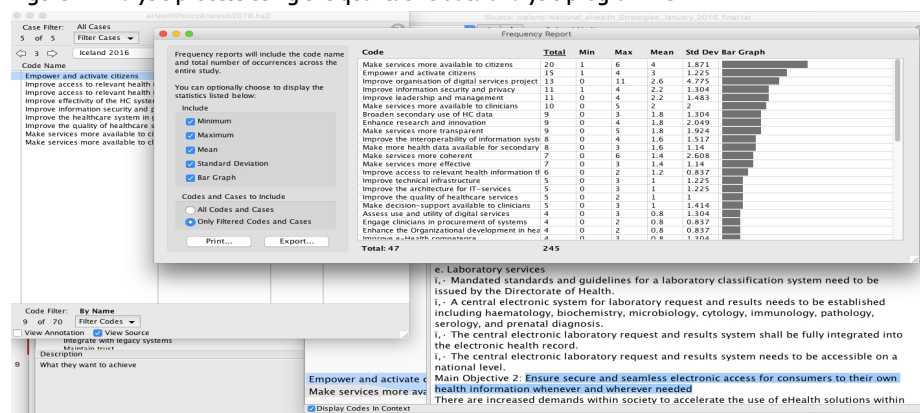 eHealthPolicyAnalysis2016.hs2
Source: Iceland-National_eHealth_Strategies_January_2016_final.txt
Case Filter: All Cases
5 of 5 Filter Cases
3 Iceland 2016
Code Name
Empower and activate citizens
Improve access to relevant health i
Improve access to relevant health i
Improve effectivity of the HC system
Improve information security and p
Improve the healthcare system in g
Improve the quality of healthcare s
Make services more available to ci
Make services more available to cl
Frequency Report
Frequency reports will include the code name
and total number of occurrences across the
entire study.
You can optionally choose to display the
statistics listed below:
Include
Minimum
Maximum
Mean
Standard Deviation
Bar Graph
Codes and Cases to Include
All Codes and Cases
Only Filtered Codes and Cases
Print... Export...
Code Total Min Max Mean Std Dev Bar Graph
Make services more available to citizens 20 1 6 4 1.871
Empower and activate citizens 15 1 4 3 1.225
Improve organisation of digital services project 13 0 11 2.6 4.775
Improve information security and privacy 11 1 4 2.2 1.304
Improve leadership and management 11 0 4 2.2 1.483
Make services more available to clinicians 10 0 5 2 2
Broaden secondary use of HC data 9 0 3 1.8 1.304
Enhance research and innovation 9 0 4 1.8 2.049
Make services more transparent 9 0 5 1.8 1.924
Improve the interoperability of information syste 8 0 4 1.6 1.517
Make more health data available for secondary 8 0 3 1.6 1.14
Make services more coherent 7 0 6 1.4 2.608
Make services more effective 7 0 3 1.4 1.14
Improve access to relevant health information th 6 0 2 1.2 0.837
Improve technical infrastructure 5 0 3 1 1.225
Improve the architecture for IT-services 5 0 3 1 1.225
Improve the quality of healthcare services 5 0 2 1 1
Make decision-support available to clinicians 5 0 3 1 1.414
Assess use and utility of digital services 4 0 3 0.8 1.304
Engage clinicians in procurement of systems 4 0 2 0.8 0.837
Enhance the Organizational development in hea 4 0 2 0.8 0.837
Improve e-Health competence 4 0 3 0.8 1.304
Total: 47 245
Code Filter: By Name
9 of 70 Filter Codes
View Annotation View Source
Integrate with legacy systems
Maintain trust
Description
9 What they want to achieve
Empower and activate c
Make services more ava
Display Codes In Context
e. Laboratory services
ï‚· Mandated standards and guidelines for a laboratory classification system need to be
issued by the Directorate of Health.
ï‚· A central electronic system for laboratory request and results needs to be established
including haematology, biochemistry, microbiology, cytology, immunology, pathology,
serology, and prenatal diagnosis.
ï‚· The central electronic laboratory request and results system shall be fully integrated into
the electronic health record.
ï‚· The central electronic laboratory request and results system needs to be accessible on a
national level.
Main Objective 2: Ensure secure and seamless electronic access for consumers to their own
health information whenever and wherever needed
There are increased demands within society to accelerate the use of eHealth solutions within